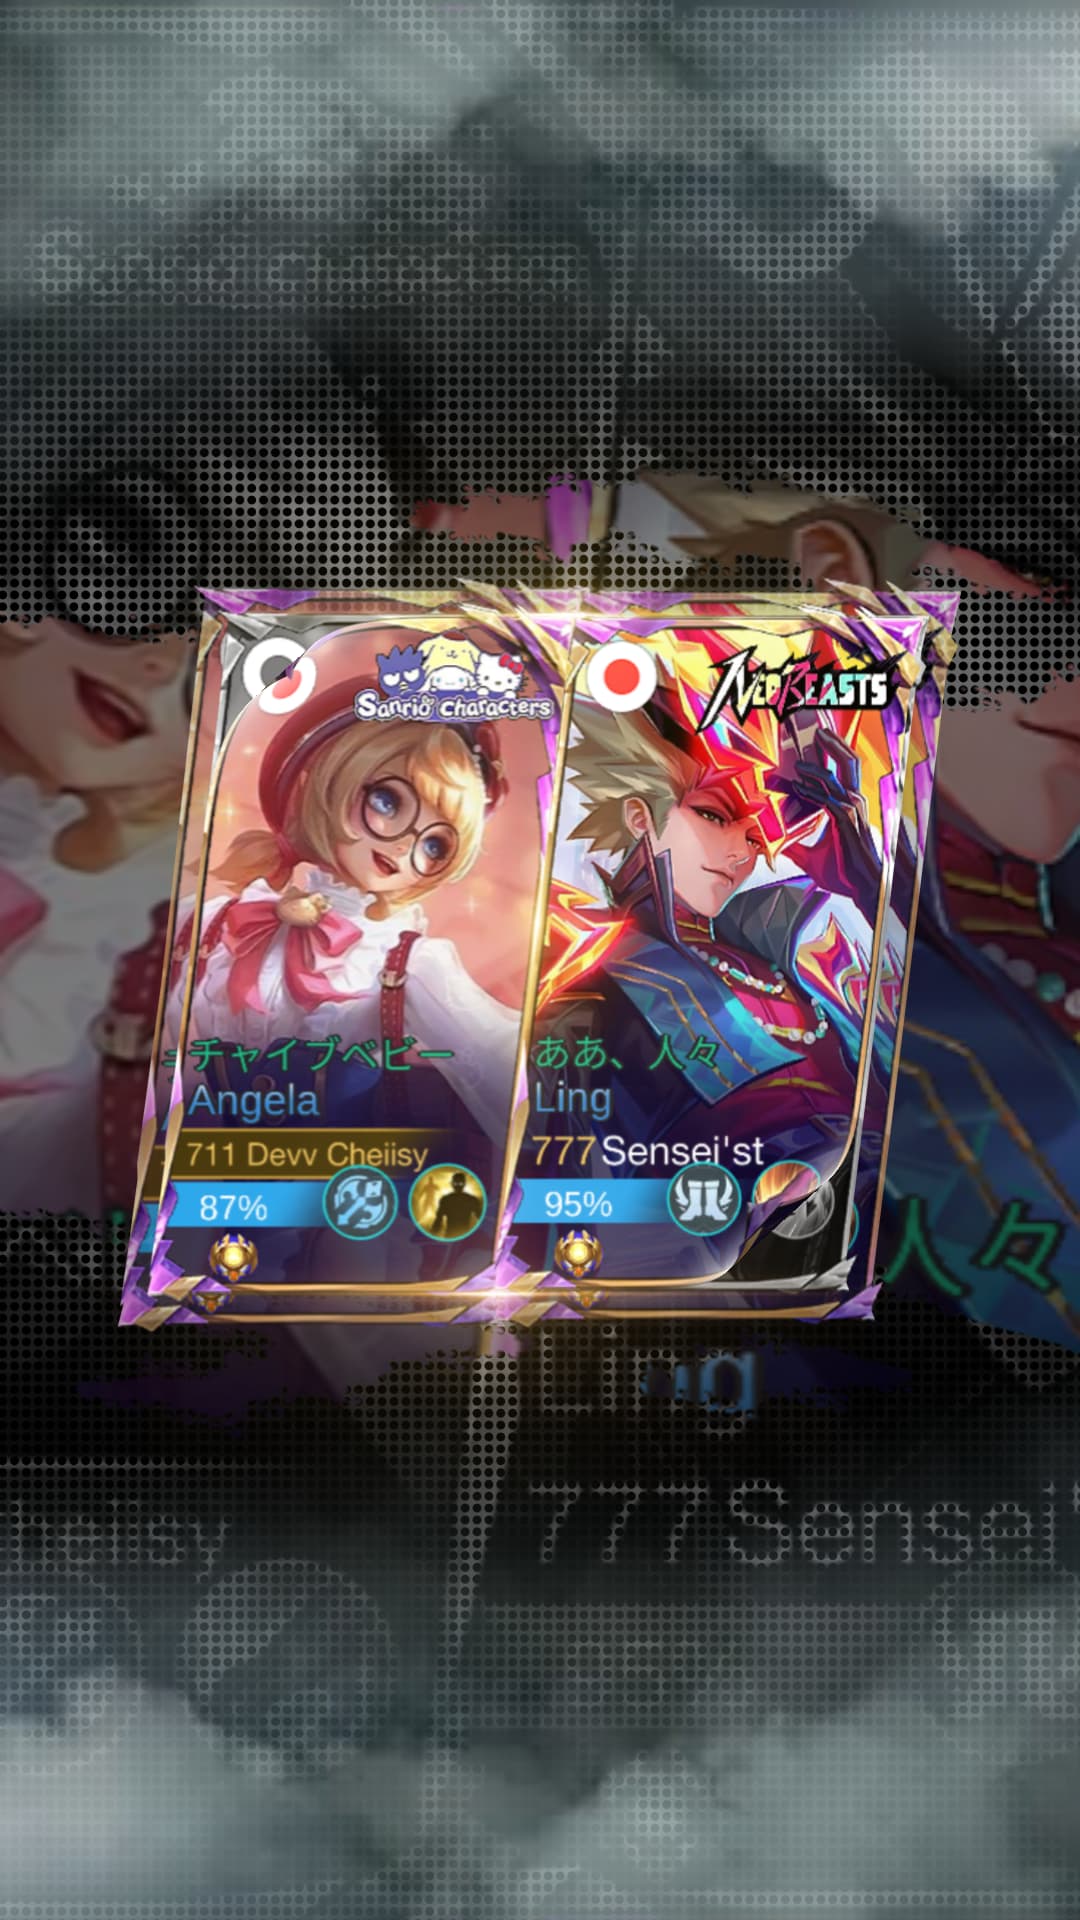 Sanrio characters
NEOBEASTS
チャイブベビー
Angela
711 Devv Cheiisy
87%
ああ、人々
Ling
777 Sensei'st
95%
人々
Ling
heiisy
777 Sensei'